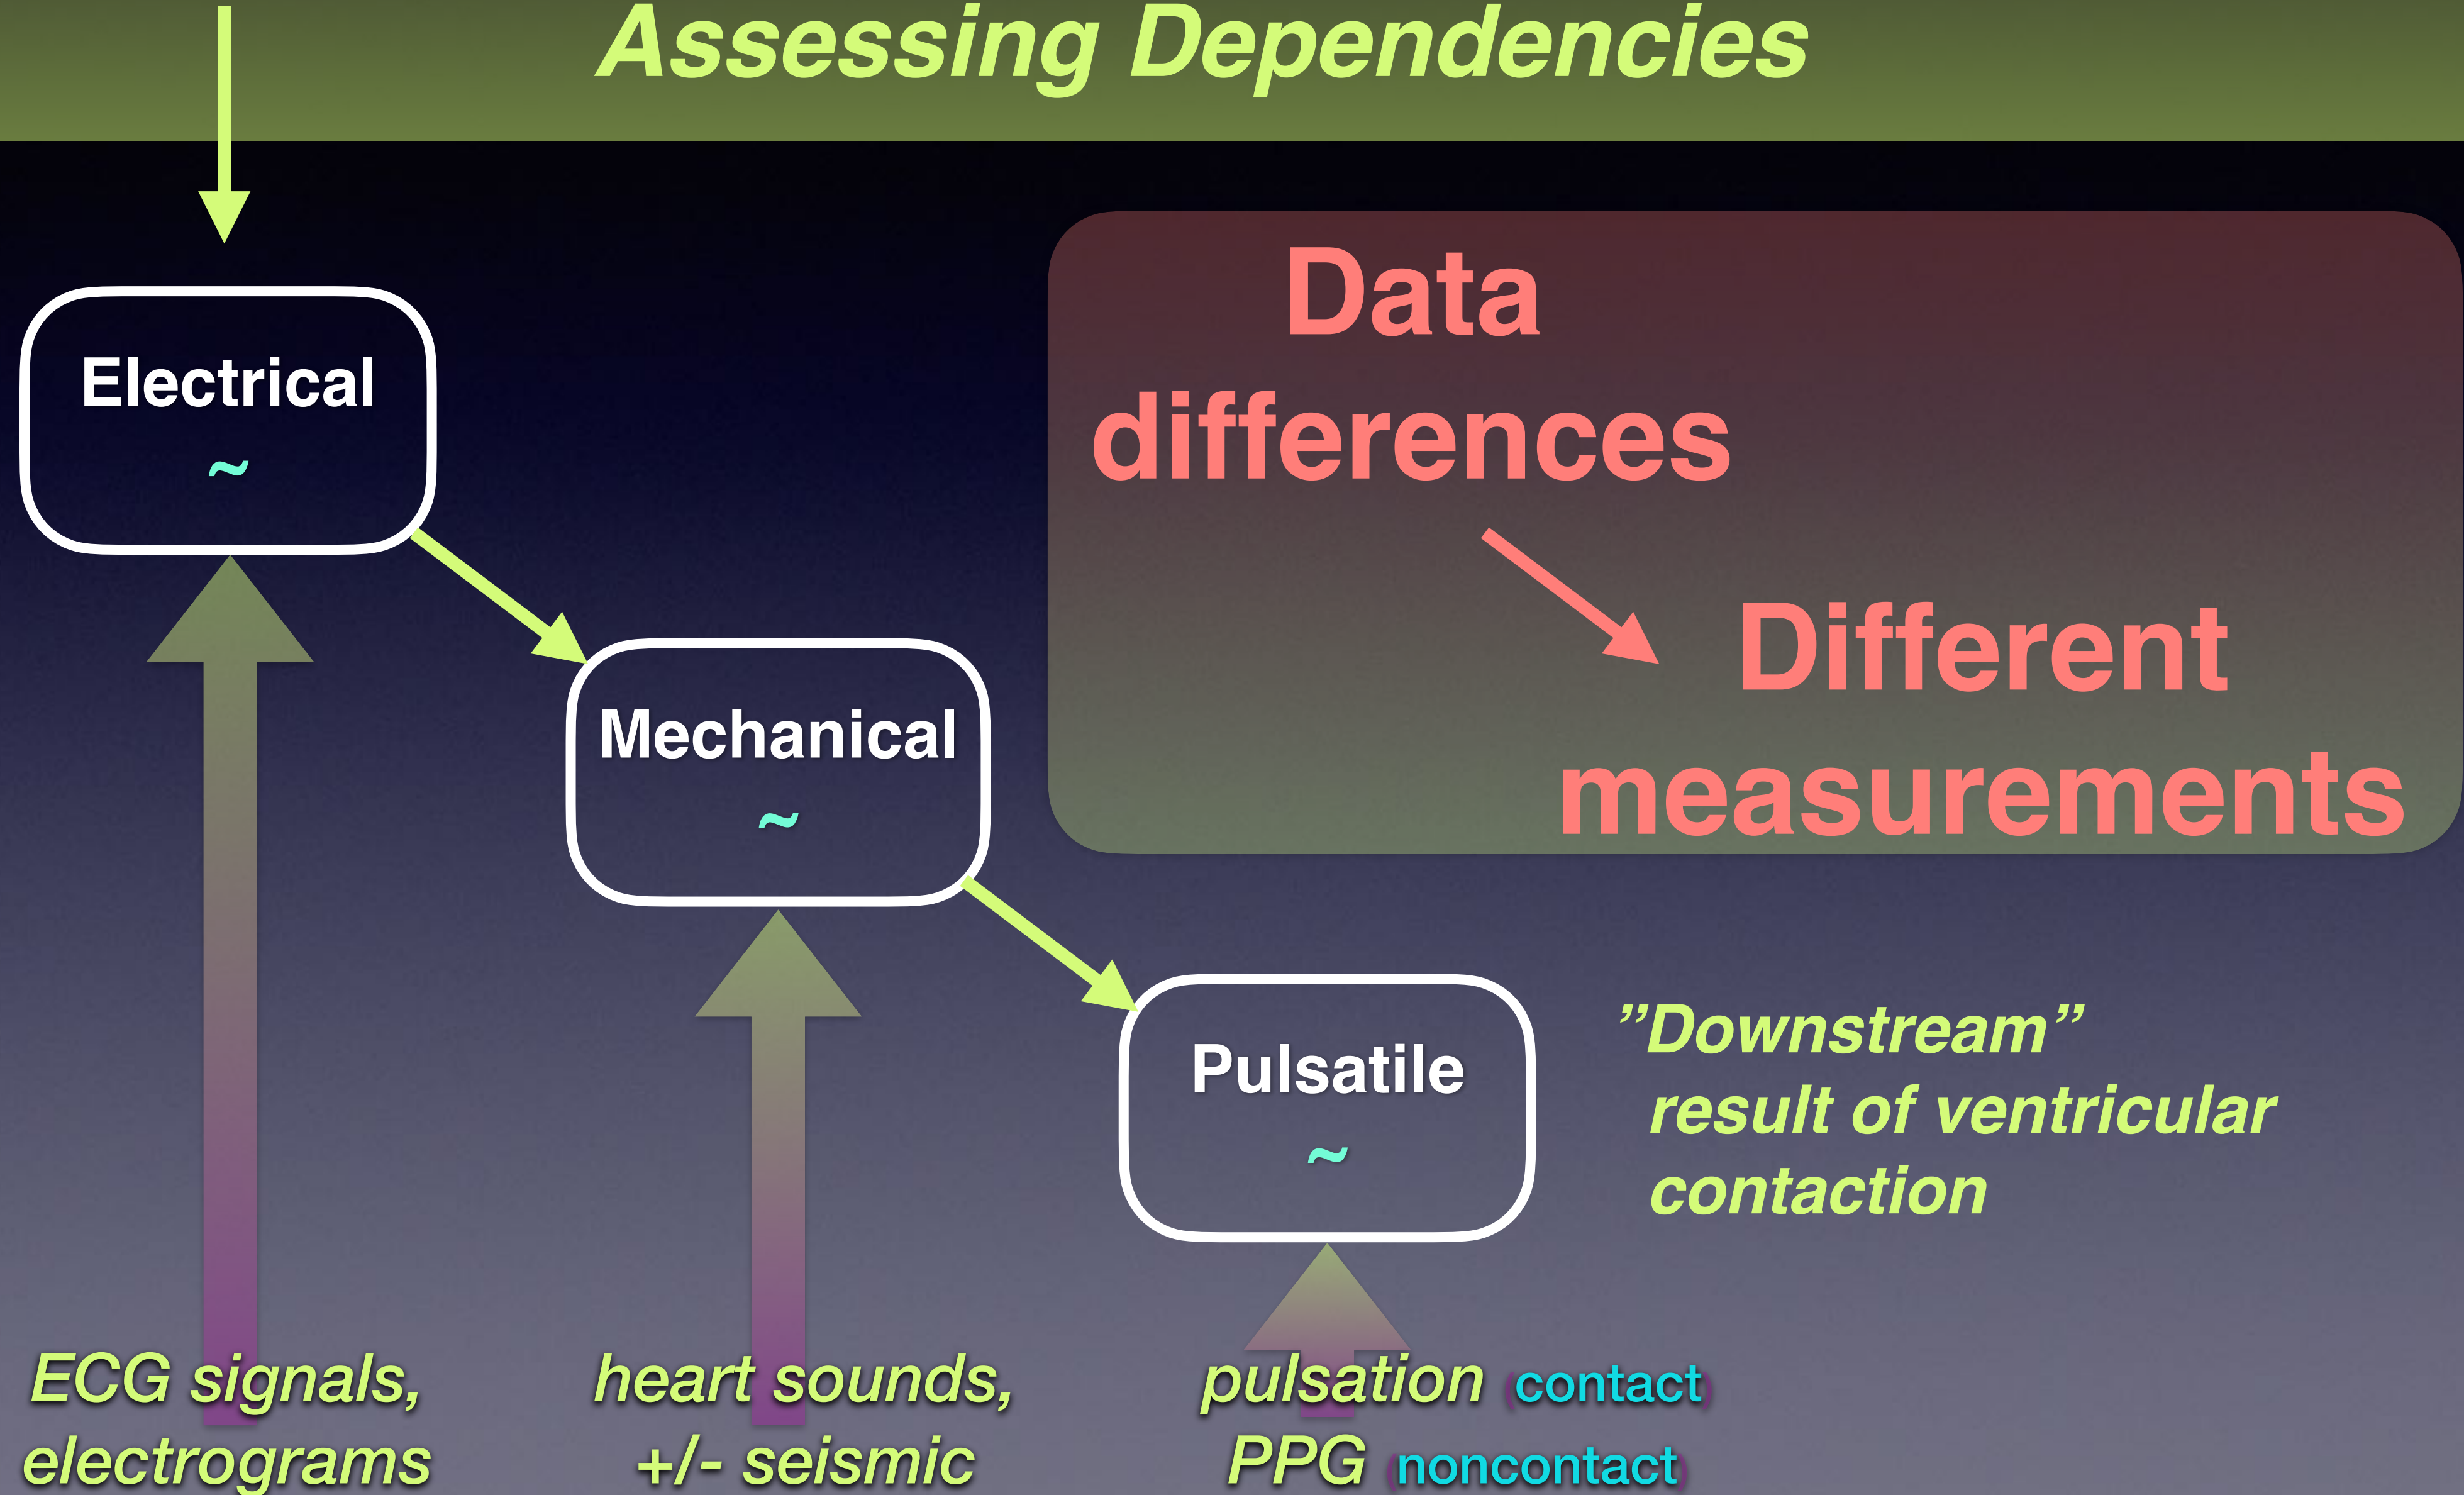 Assessing Dependencies
Electrical
~
Data
differences
Different
measurements
Mechanical
~
Pulsatile
~
”Downstream”
result of ventricular
contaction
ECG signals,
electrograms
heart sounds,
+/- seismic
pulsation (contact)
PPG (noncontact)